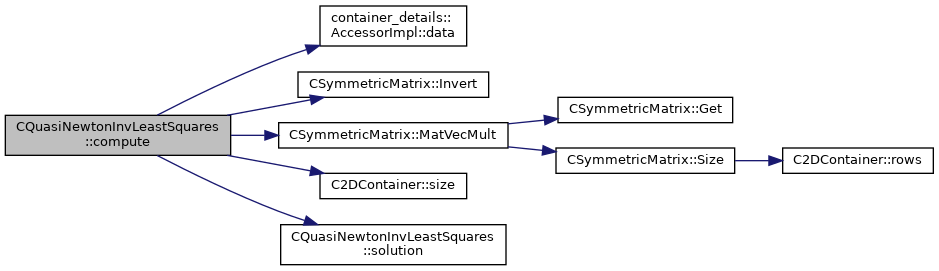 CQuasiNewtonInvLeastSquares
::compute
container_details::
AccessorImpl::data
CSymmetricMatrix::Invert
CSymmetricMatrix::MatVecMult
C2DContainer::size
CQuasiNewtonInvLeastSquares
::solution
CSymmetricMatrix::Get
CSymmetricMatrix::Size
C2DContainer::rows